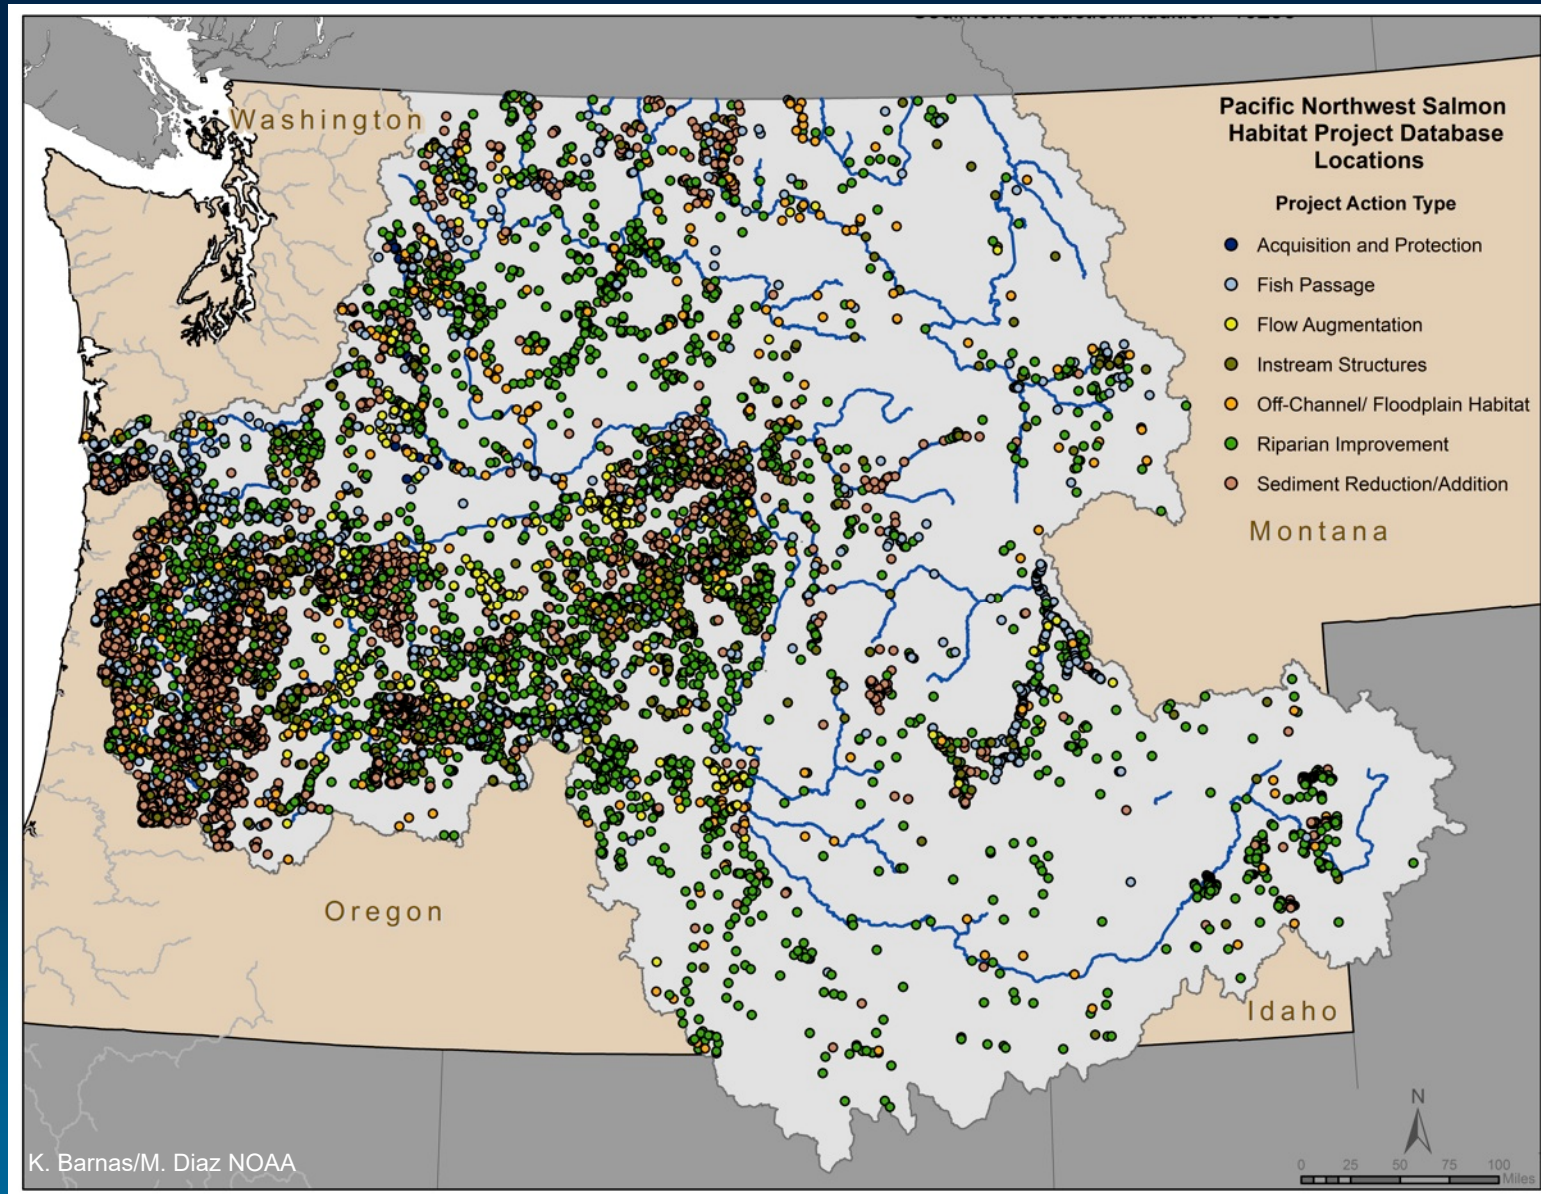 Washington
Pacific Northwest Salmon
Habitat Project Database
Locations
Project Action Type
Acquisition and Protection
Fish Passage
Flow Augmentation
Instream Structures
Off-Channel/ Floodplain Habitat
Riparian Improvement
Sediment Reduction/Addition
Montana
Oregon
Idaho
N
0 25 50 75 100
Miles
K. Barnas/M. Diaz NOAA